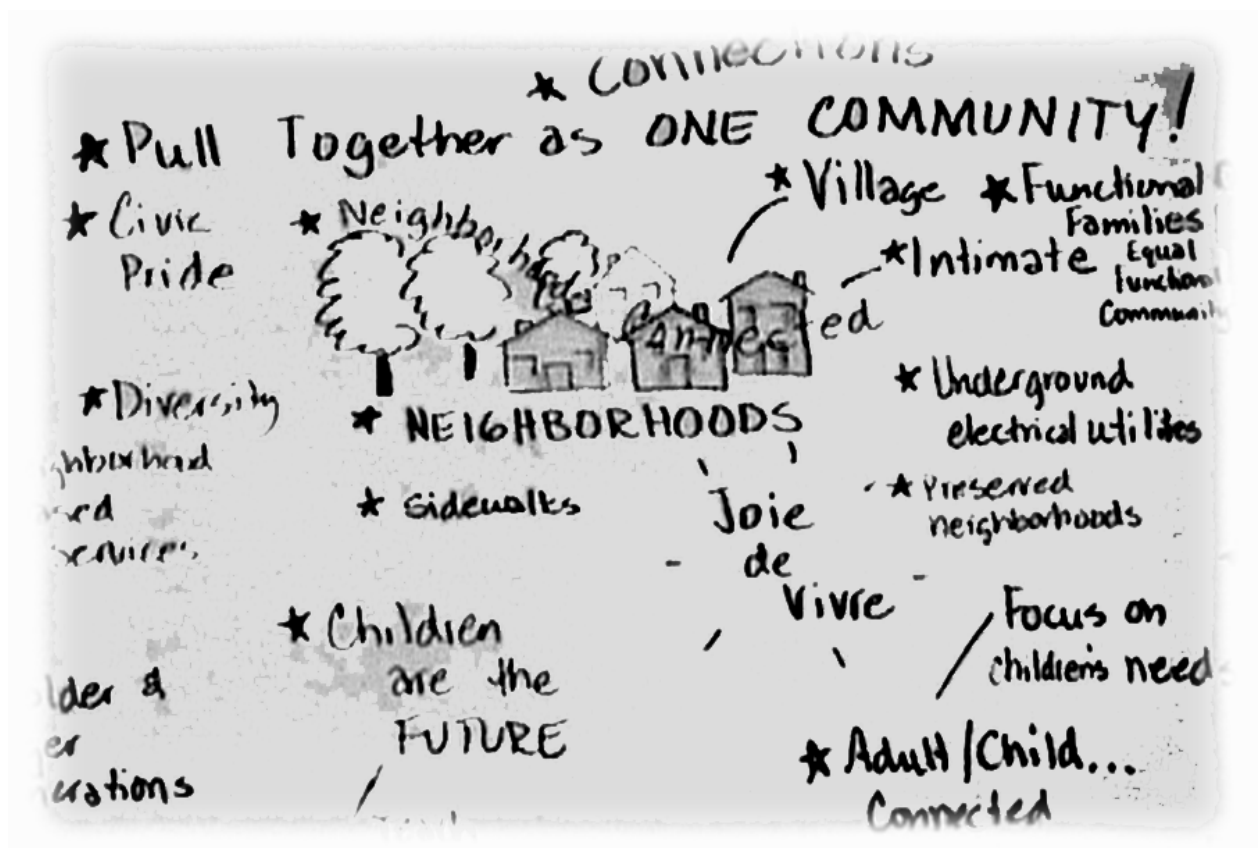 ★ Connections
★ Pull Together as ONE COMMUNITY!
★ Civic
Pride
★ Neighborhoods
Connected
★ Village
★ Functional
Families
★ Intimate
Equal
functional
Community
★ Diversity
★ NEIGHBORHOODS
★ Underground
electrical utilites
services
★ Sidewalks
Joie
de
Vivre
★ Preserved
neighborhoods
★ Children
are the
FUTURE
Focus on
children's need
★ Adult/Child...
Connected